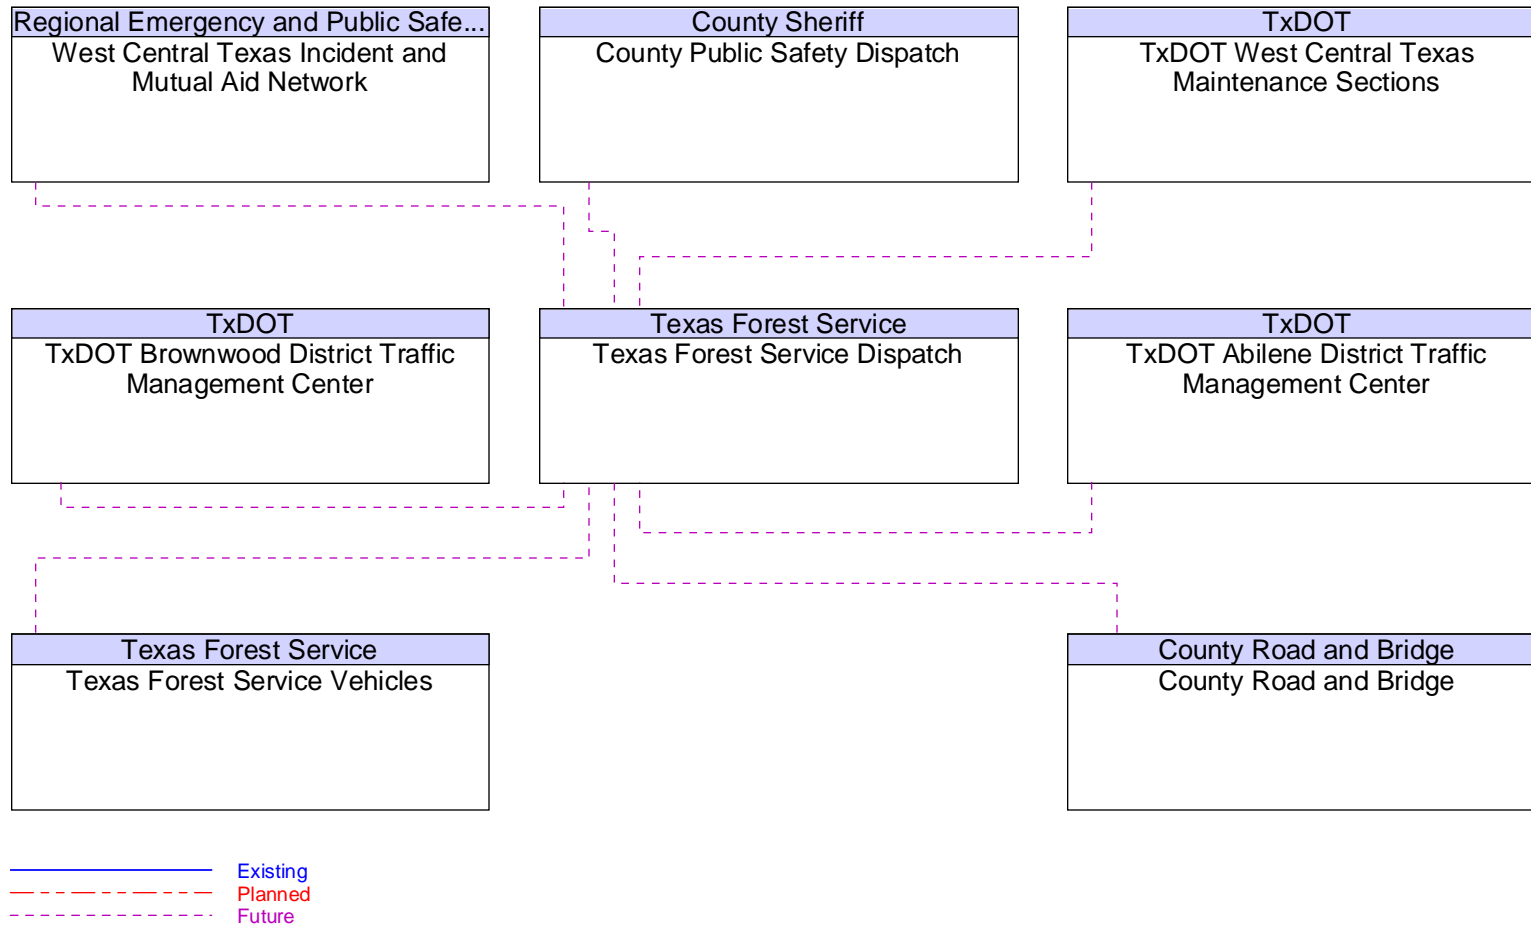 Regional Emergency and Public Safe...
West Central Texas Incident and
Mutual Aid Network
County Sheriff
County Public Safety Dispatch
TxDOT
TxDOT West Central Texas
Maintenance Sections
TxDOT
TxDOT Brownwood District Traffic
Management Center
Texas Forest Service
Texas Forest Service Dispatch
TxDOT
TxDOT Abilene District Traffic
Management Center
Texas Forest Service
Texas Forest Service Vehicles
County Road and Bridge
County Road and Bridge
Existing
Planned
Future